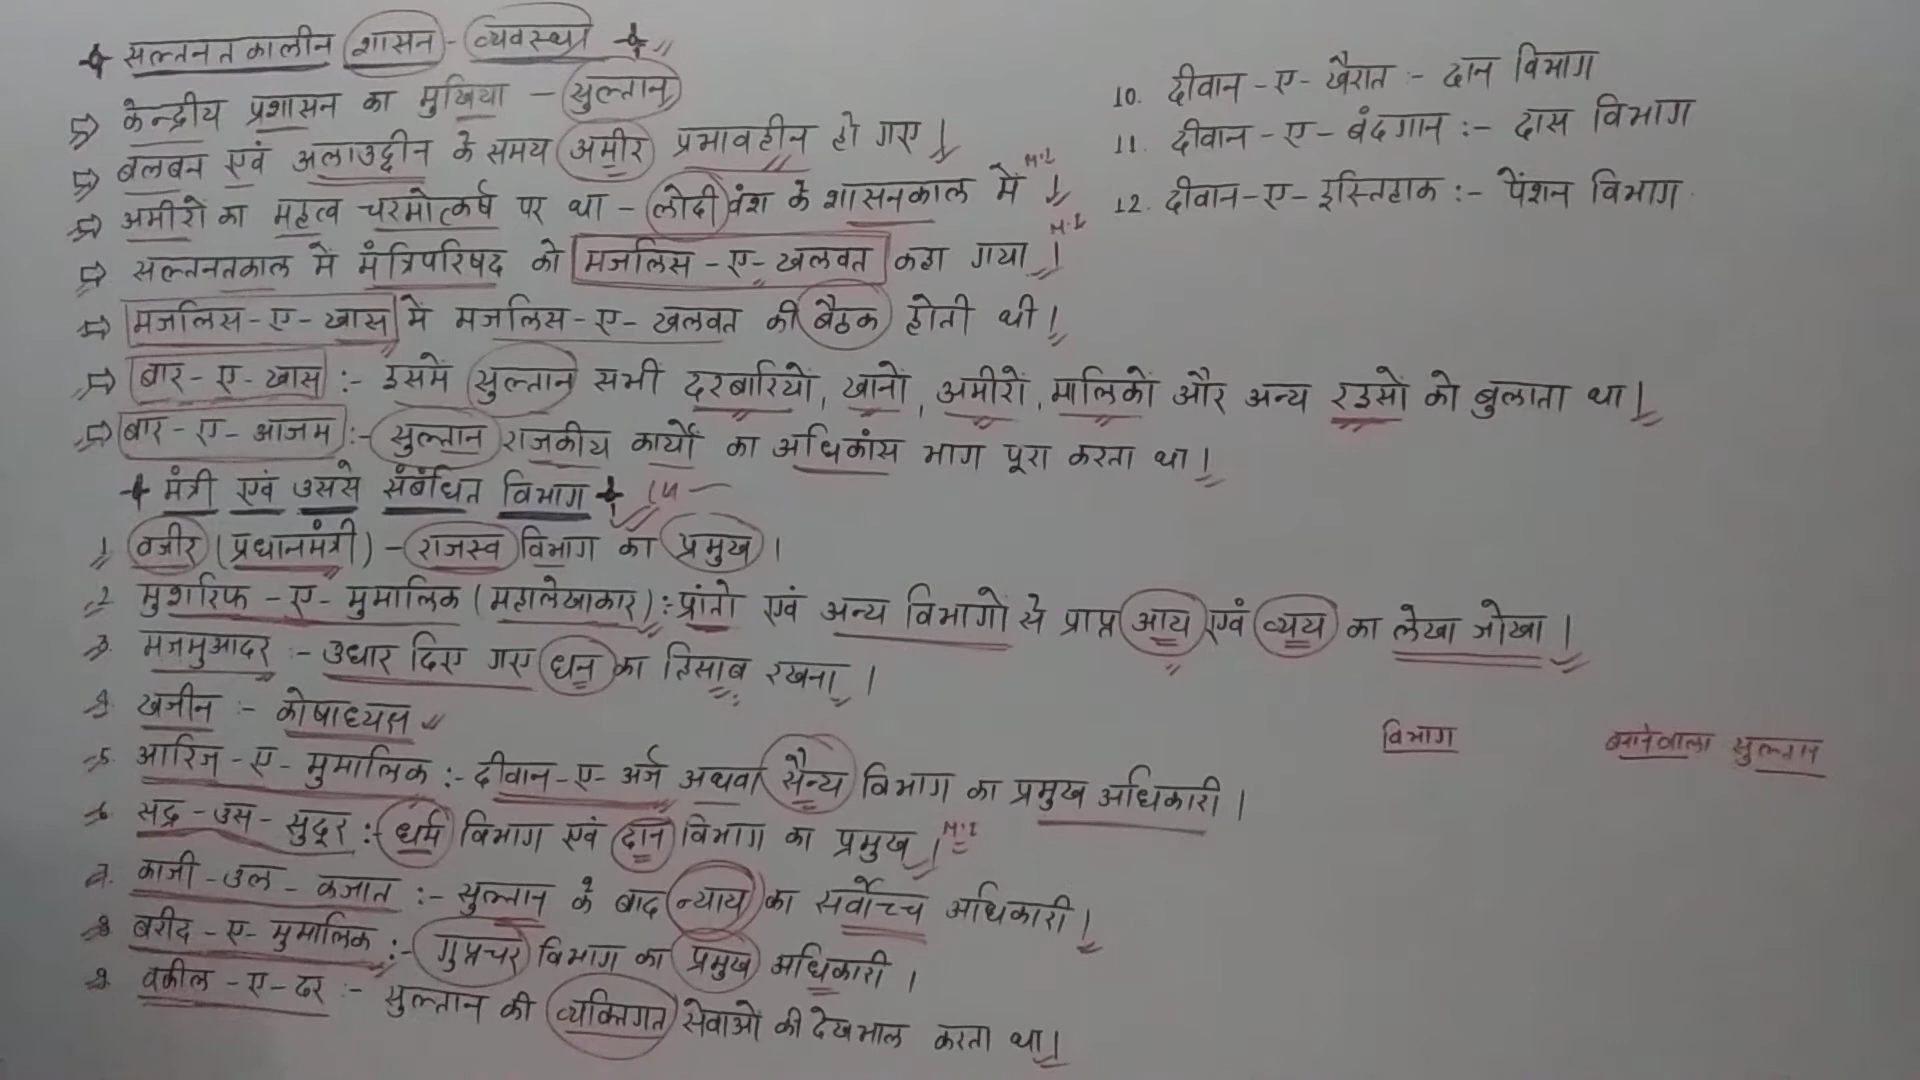 सल्तनतकालीन शासन - व्यवस्था
केन्द्रीय प्रशासन का मुखिया - सुल्तान
बलबन एवं अलाउद्दीन के समय अमीर प्रभावहीन हो गए।
अमीरों का महत्व चरमोत्कर्ष पर था - लोदी वंश के शासनकाल में।
सल्तनतकाल में मंत्रिपरिषद को मजलिस-ए-खलवत कहा गया।
मजलिस-ए-खास में मजलिस-ए-खलवत की बैठक होती थी।
बार-ए-खास :- इसमें सुल्तान सभी दरबारियों, खानों, अमीरों, मालिकों और अन्य रइसों को बुलाता था।
बार-ए-आजम :- सुल्तान राजकीय कार्यों का अधिकांस भाग पूरा करता था।
मंत्री एवं उससे संबंधित विभाग
1 वजीर (प्रधानमंत्री) - राजस्व विभाग का प्रमुख।
2 मुशरिफ-ए-मुमालिक (महालेखाकार) : प्रांतो एवं अन्य विभागों से प्राप्त आय एवं व्यय का लेखा जोखा।
3. मजमुआदर :- उधार दिए गए धन का हिसाब रखना।
4. खजीन :- कोषाध्यक्ष
5. आरिज-ए-मुमालिक :- दीवान-ए-अर्ज अथवा सैन्य विभाग का प्रमुख अधिकारी।
6 सद्र-उस-सुदूर :- धर्म विभाग एवं दान विभाग का प्रमुख।
7. काजी-उल-कजात :- सुल्तान के बाद न्याय का सर्वोच्च अधिकारी।
8 बरीद-ए-मुमालिक :- गुप्तचर विभाग का प्रमुख अधिकारी।
9. वकील-ए-दर :- सुल्तान की व्यक्तिगत सेवाओं की देखभाल करता था।
10. दीवान-ए-खैरात :- दान विभाग
11. दीवान-ए-बंदगान :- दास विभाग
12. दीवान-ए-इस्तिहाक :- पेंशन विभाग
विभाग बनानेवाला सुल्तान